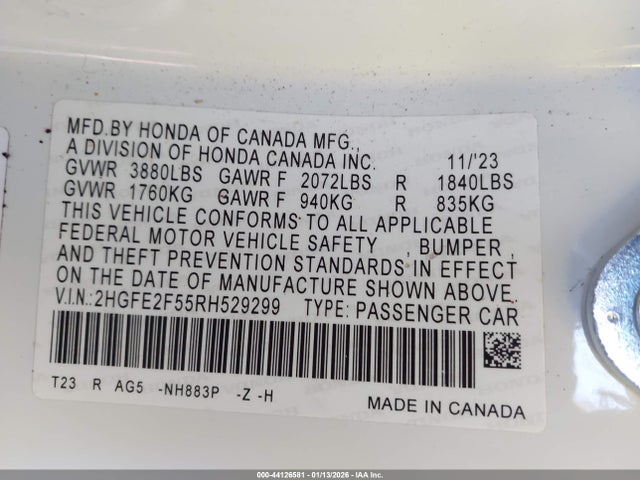 MFD.BY HONDA OF CANADA MFG.,
A DIVISION OF HONDA CANADA INC. 11/'23
GVWR 3880LBS GAWR F 2072LBS R 1840LBS
GVWR 1760KG GAWR F 940KG R 835KG
THIS VEHICLE CONFORMS TO ALL APPLICABLE
FEDERAL MOTOR VEHICLE SAFETY , BUMPER ,
AND THEFT PREVENTION STANDARDS IN EFFECT
ON THE DATE OF MANUFACTURE SHOWN ABOVE.
V.I.N.:2HGFE2F55RH529299 TYPE: PASSENGER CAR
T23 R AG5 -NH883P -Z -H
MADE IN CANADA
000-44126581 - 01/13/2026 - IAA Inc.